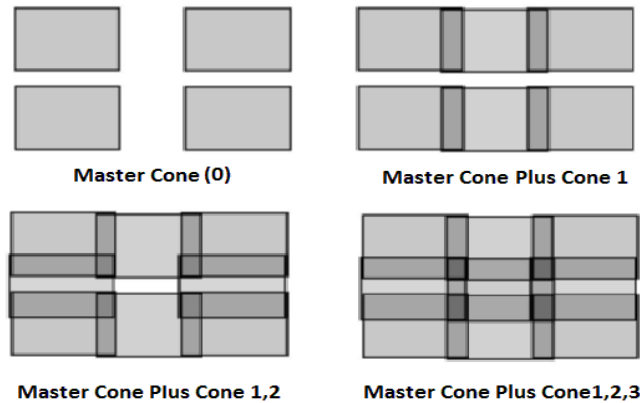 Master Cone (0)
Master Cone Plus Cone 1
Master Cone Plus Cone 1,2
Master Cone Plus Cone1,2,3